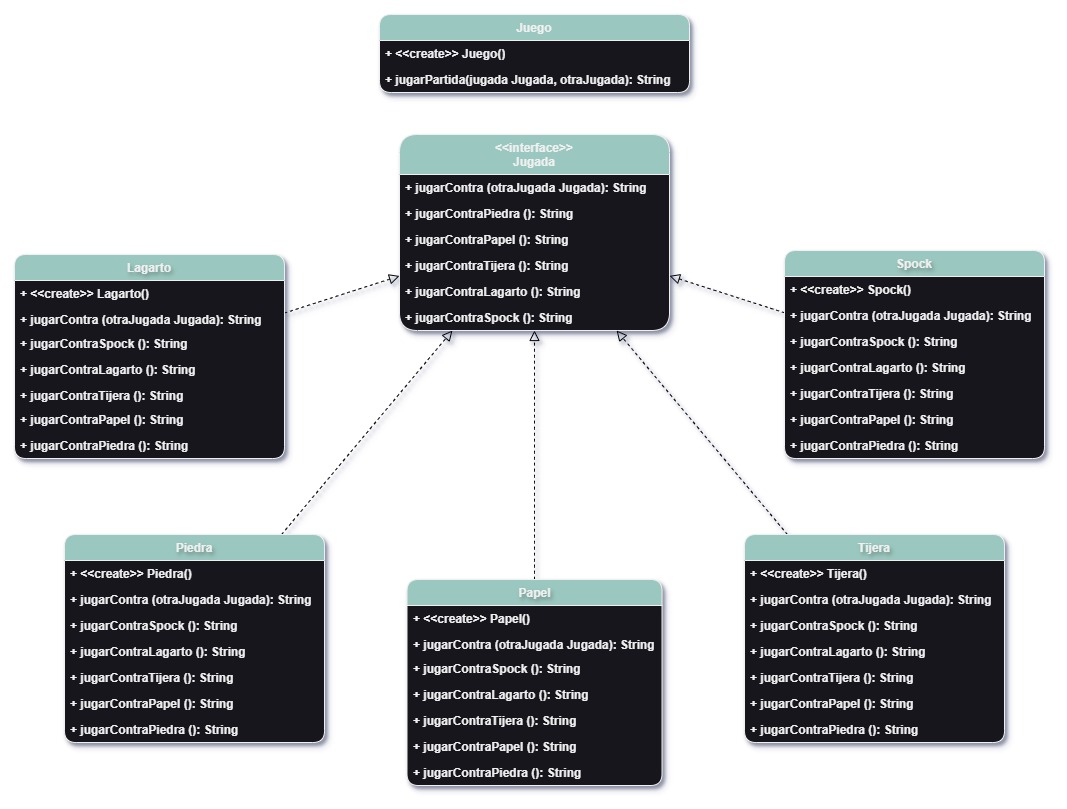 Juego
+ <<create>> Juego()
+ jugarPartida(jugada Jugada, otraJugada): String
<<interface>>
Jugada
+ jugarContra (otraJugada Jugada): String
+ jugarContraPiedra (): String
+ jugarContraPapel (): String
+ jugarContraTijera (): String
+ jugarContraLagarto (): String
+ jugarContraSpock (): String
Lagarto
+ <<create>> Lagarto()
+ jugarContra (otraJugada Jugada): String
+ jugarContraSpock (): String
+ jugarContraLagarto (): String
+ jugarContraTijera (): String
+ jugarContraPapel (): String
+ jugarContraPiedra (): String
Spock
+ <<create>> Spock()
+ jugarContra (otraJugada Jugada): String
+ jugarContraSpock (): String
+ jugarContraLagarto (): String
+ jugarContraTijera (): String
+ jugarContraPapel (): String
+ jugarContraPiedra (): String
Piedra
+ <<create>> Piedra()
+ jugarContra (otraJugada Jugada): String
+ jugarContraSpock (): String
+ jugarContraLagarto (): String
+ jugarContraTijera (): String
+ jugarContraPapel (): String
+ jugarContraPiedra (): String
Papel
+ <<create>> Papel()
+ jugarContra (otraJugada Jugada): String
+ jugarContraSpock (): String
+ jugarContraLagarto (): String
+ jugarContraTijera (): String
+ jugarContraPapel (): String
+ jugarContraPiedra (): String
Tijera
+ <<create>> Tijera()
+ jugarContra (otraJugada Jugada): String
+ jugarContraSpock (): String
+ jugarContraLagarto (): String
+ jugarContraTijera (): String
+ jugarContraPapel (): String
+ jugarContraPiedra (): String